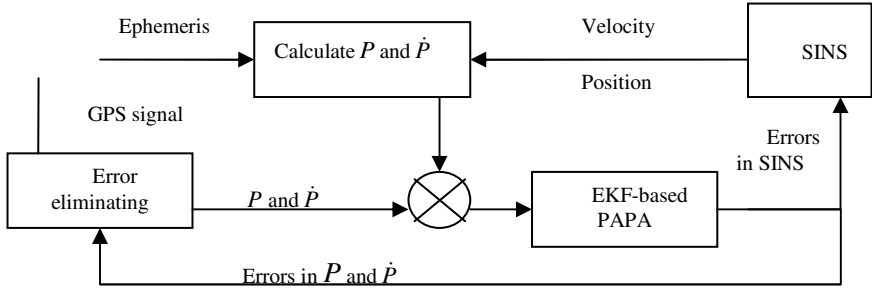 Ephemeris
Calculate P and Ṗ
Velocity
SINS
Position
GPS signal
Errors
in SINS
Error
eliminating
P and Ṗ
EKF-based
PAPA
Errors in P and Ṗ